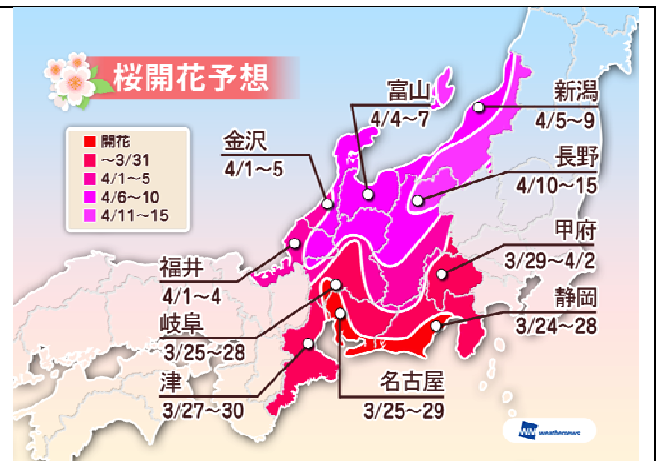 桜開花予想
開花
～3/31
4/1～5
4/6～10
4/11～15
富山
4/4～7
新潟
4/5～9
金沢
4/1～5
長野
4/10～15
甲府
3/29～4/2
福井
4/1～4
静岡
3/24～28
岐阜
3/25～28
津
3/27～30
名古屋
3/25～29
weathernews